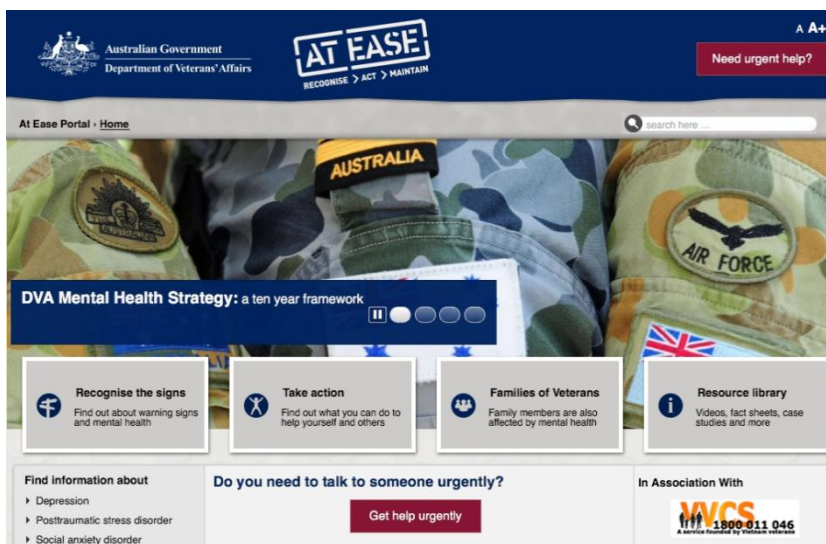 Australian Government
Department of Veterans' Affairs
AT EASE
RECOGNISE > ACT > MAINTAIN
A A+
Need urgent help?
At Ease Portal › Home
search here ...
AUSTRALIA
AIR FORCE
DVA Mental Health Strategy: a ten year framework
Recognise the signs
Find out about warning signs
and mental health
Take action
Find out what you can do to
help yourself and others
Families of Veterans
Family members are also
affected by mental health
Resource library
Videos, fact sheets, case
studies and more
Find information about
Depression
Posttraumatic stress disorder
Social anxiety disorder
Do you need to talk to someone urgently?
Get help urgently
In Association With
VVCS
1800 011 046
A service founded by Vietnam veterans